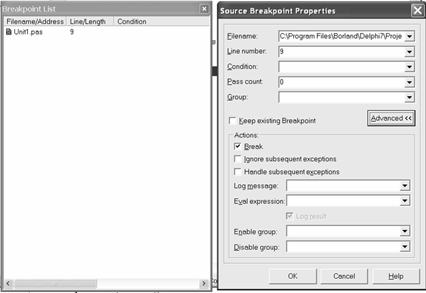 Breakpoint List
Filename/Address Line/Length Condition
Unit1.pas 9
Source Breakpoint Properties
Filename: C:\Program Files\Borland\Delphi7\Proje
Line number: 9
Condition:
Pass count: 0
Group:
Keep existing Breakpoint
Advanced <<
Actions:
Break
Ignore subsequent exceptions
Handle subsequent exceptions
Log message:
Eval expression:
Log result
Enable group:
Disable group:
OK Cancel Help